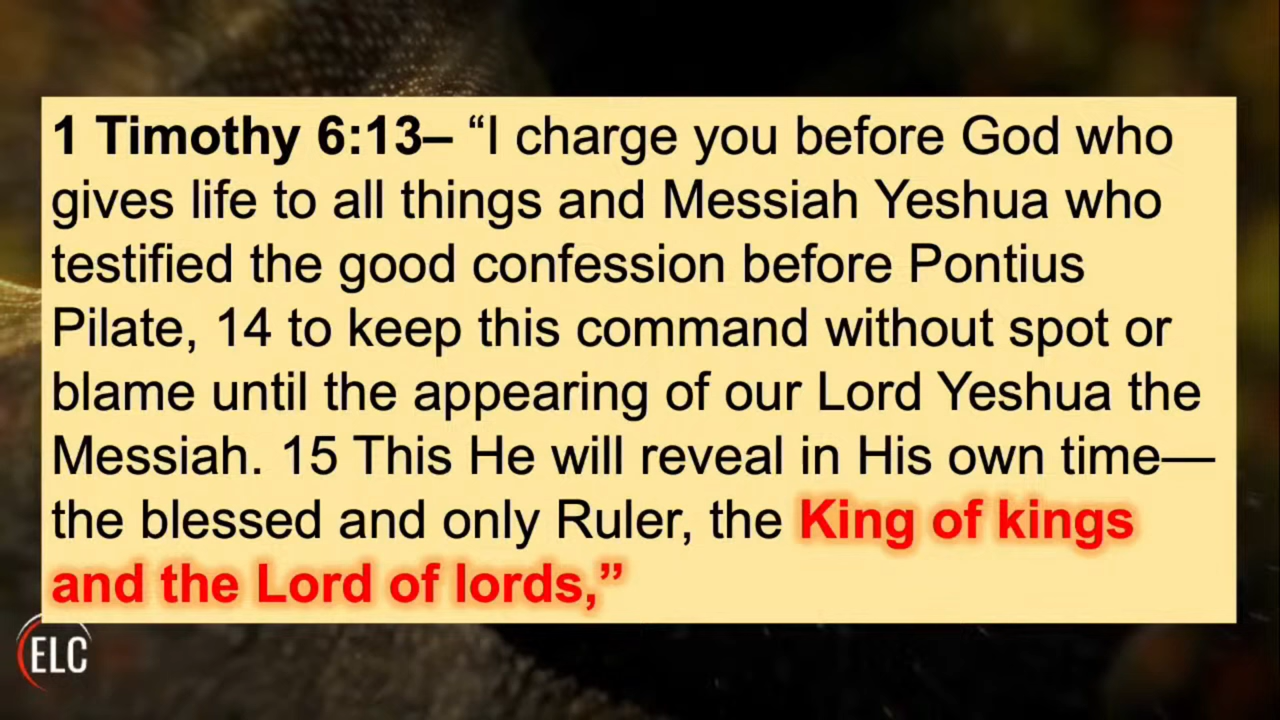 1 Timothy 6:13– “I charge you before God who
gives life to all things and Messiah Yeshua who
testified the good confession before Pontius
Pilate, 14 to keep this command without spot or
blame until the appearing of our Lord Yeshua the
Messiah. 15 This He will reveal in His own time—
the blessed and only Ruler, the King of kings
and the Lord of lords,”
ELC